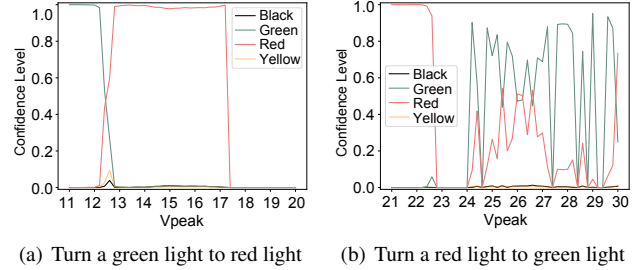 (a)
Confidence Level
1.0
0.8
0.6
0.4
0.2
0.0
Black
Green
Red
Yellow
11 12 13 14 15 16 17 18 19 20
Vpeak
(a) Turn a green light to red light
(b)
Confidence Level
1.0
0.8
0.6
0.4
0.2
0.0
Black
Green
Red
Yellow
21 22 23 24 25 26 27 28 29 30
Vpeak
(b) Turn a red light to green light